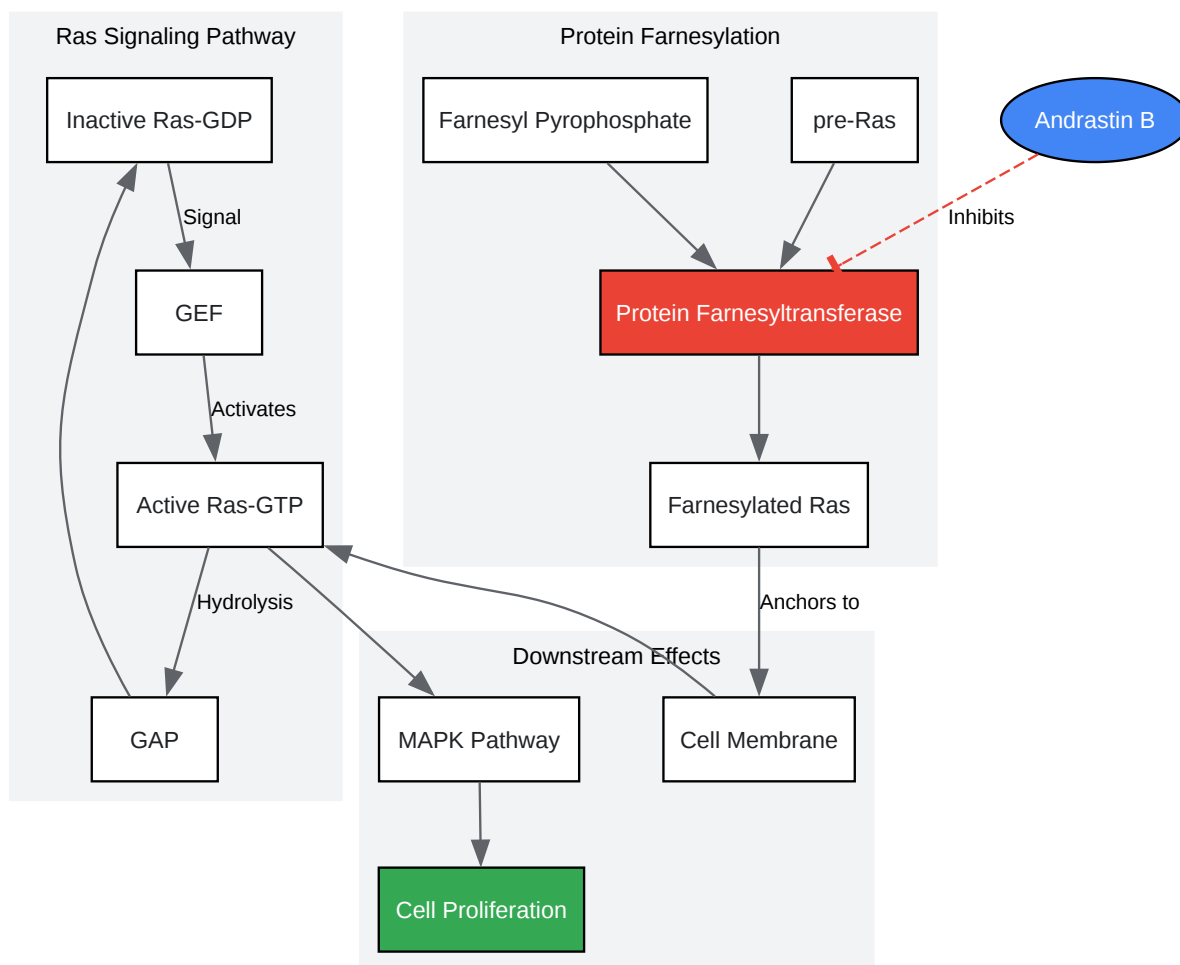 Ras Signaling Pathway
Protein Farnesylation
Inactive Ras-GDP
Farnesyl Pyrophosphate
pre-Ras
Andrastin B
Signal
Inhibits
GEF
Protein Farnesyltransferase
Activates
Active Ras-GTP
Farnesylated Ras
Hydrolysis
Anchors to
Downstream Effects
GAP
MAPK Pathway
Cell Membrane
Cell Proliferation